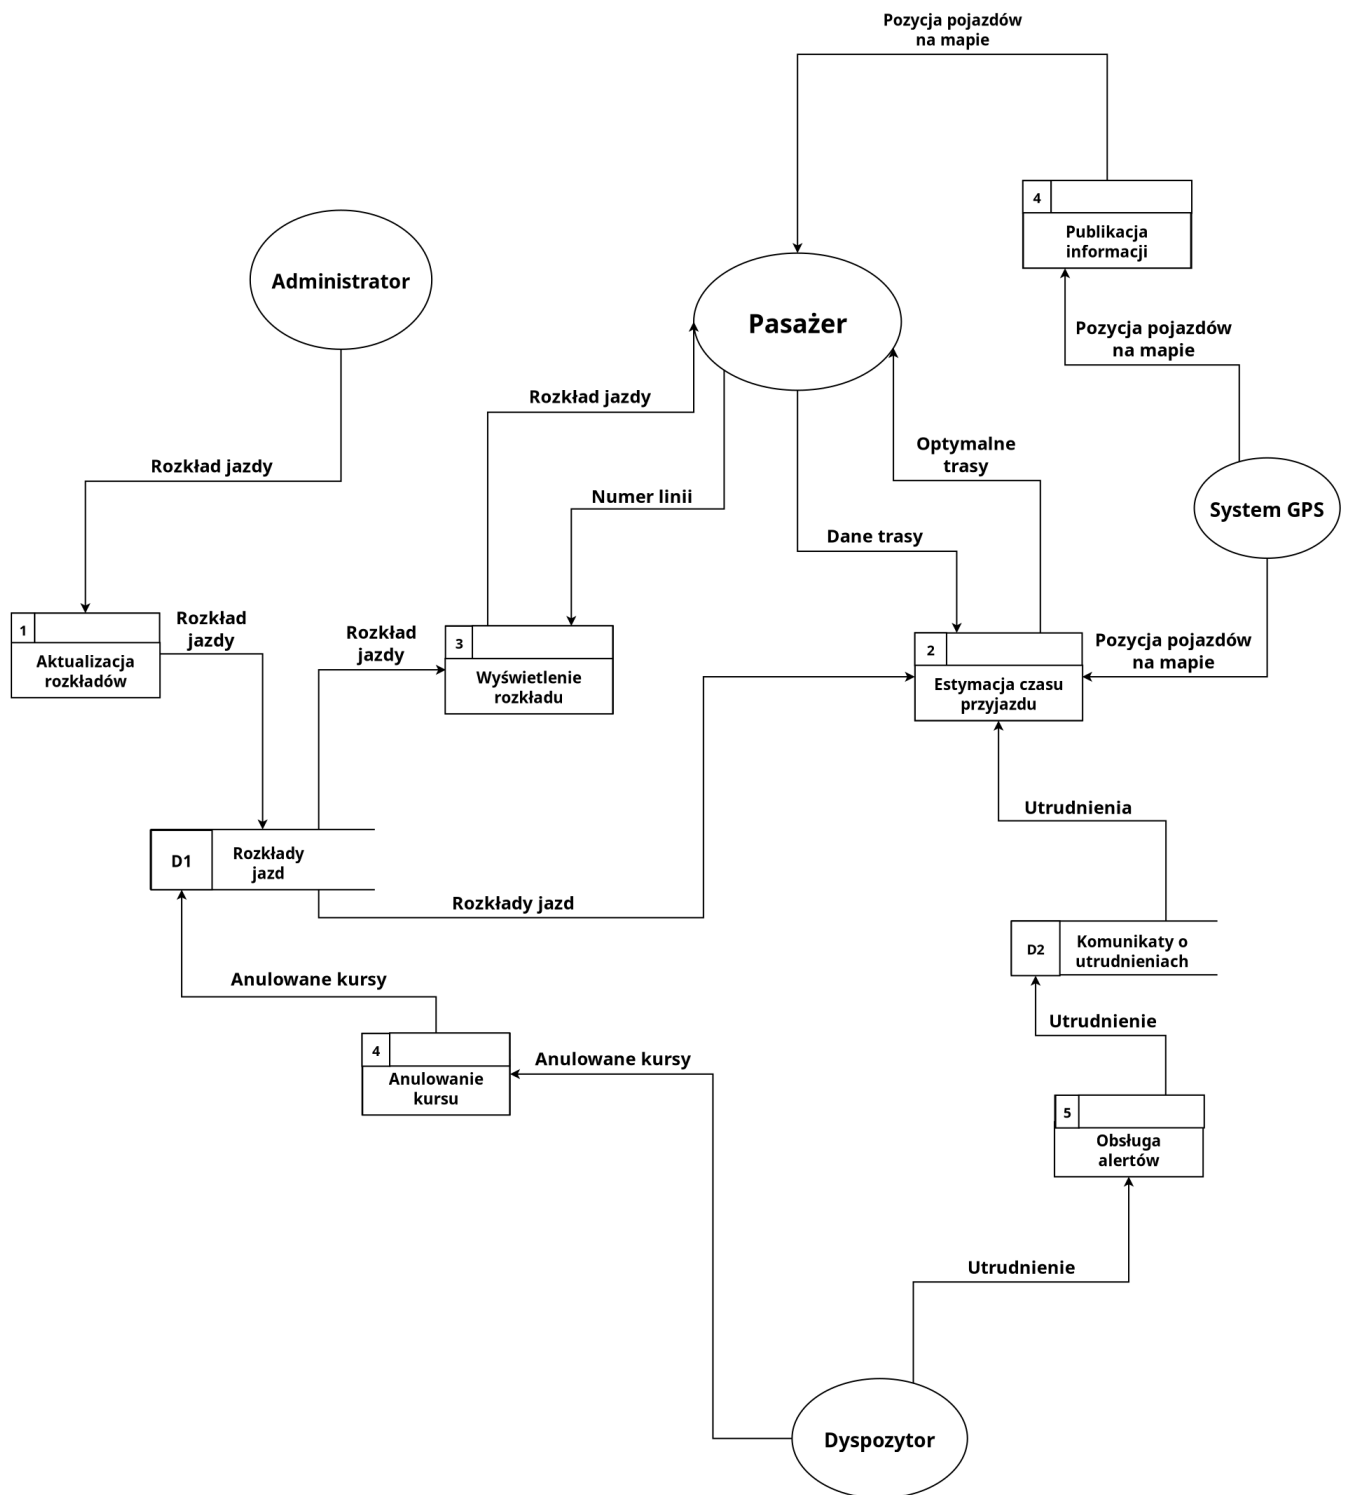 Pozycja pojazdów
na mapie
4
Publikacja
informacji
Administrator
Pasażer
Pozycja pojazdów
na mapie
Rozkład jazdy
Optymalne
trasy
Rozkład jazdy
Numer linii
System GPS
Dane trasy
1
Aktualizacja
rozkładów
Rozkład
jazdy
Rozkład
jazdy
3
Wyświetlenie
rozkładu
2
Estymacja czasu
przyjazdu
Pozycja pojazdów
na mapie
Utrudnienia
D1
Rozkłady
jazd
Rozkłady jazd
D2
Komunikaty o
utrudnieniach
Anulowane kursy
Utrudnienie
4
Anulowanie
kursu
Anulowane kursy
5
Obsługa
alertów
Utrudnienie
Dyspozytor